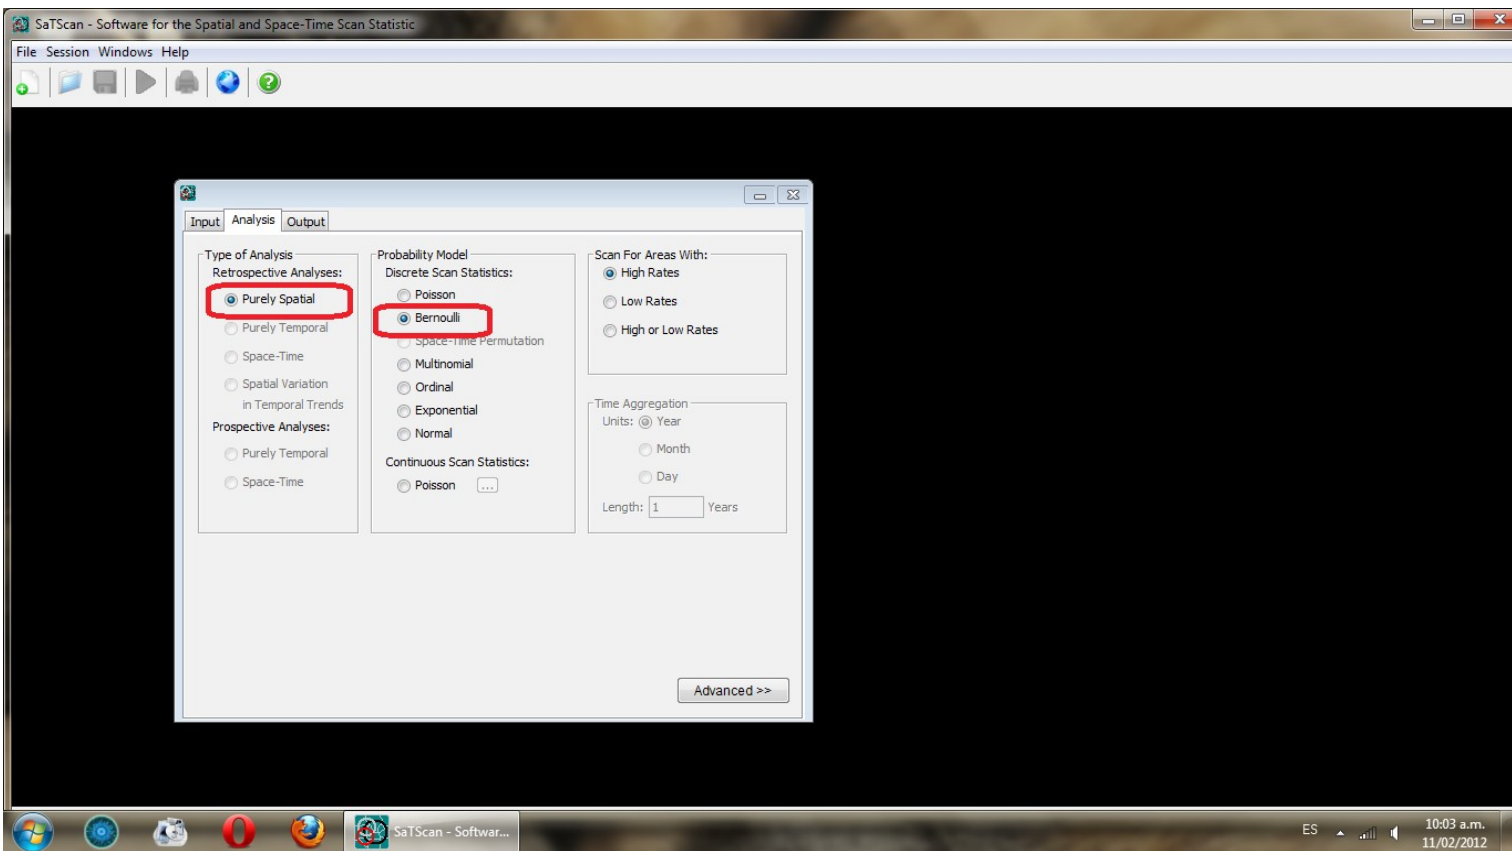 SaTScan - Software for the Spatial and Space-Time Scan Statistic
File Session Windows Help
Input Analysis Output
Type of Analysis
Retrospective Analyses:
Purely Spatial
Purely Temporal
Space-Time
Spatial Variation
in Temporal Trends
Prospective Analyses:
Purely Temporal
Space-Time
Probability Model
Discrete Scan Statistics:
Poisson
Bernoulli
Space-Time Permutation
Multinomial
Ordinal
Exponential
Normal
Continuous Scan Statistics:
Poisson ...
Scan For Areas With:
High Rates
Low Rates
High or Low Rates
Time Aggregation
Units: Year
Month
Day
Length: 1 Years
Advanced >>
SaTScan - Softwar...
ES
10:03 a.m.
11/02/2012